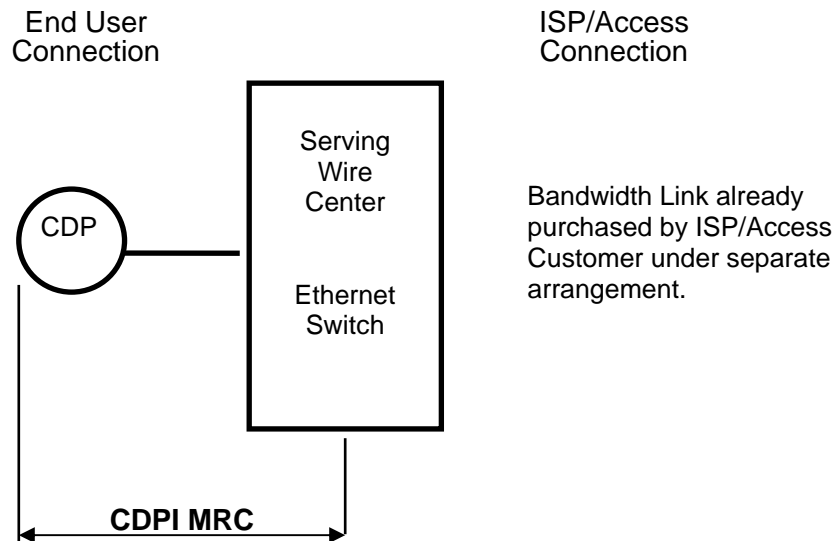 End User
Connection
ISP/Access
Connection
Serving
Wire
Center
CDP
Ethernet
Switch
Bandwidth Link already
purchased by ISP/Access
Customer under separate
arrangement.
CDPI MRC